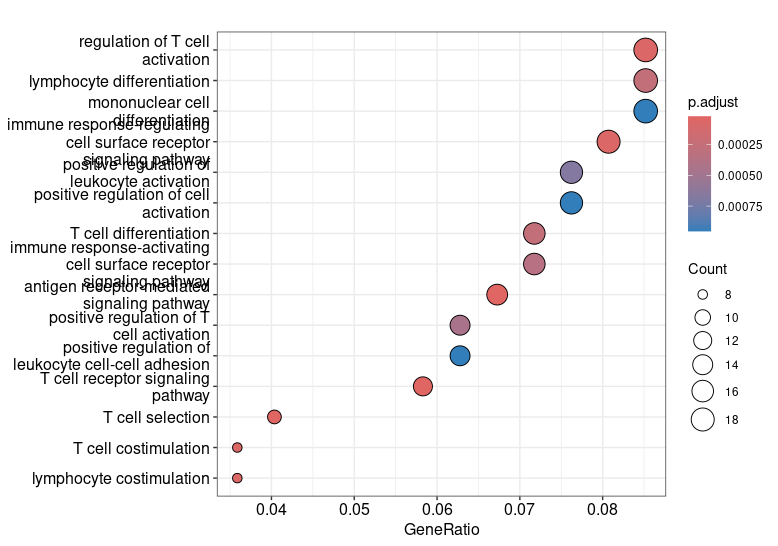 regulation of T cell
activation
lymphocyte differentiation
mononuclear cell
differentiation
immune response-regulating
cell surface receptor
signaling pathway
positive regulation of
leukocyte activation
positive regulation of cell
activation
T cell differentiation
immune response-activating
cell surface receptor
signaling pathway
antigen receptor-mediated
signaling pathway
positive regulation of T
cell activation
positive regulation of
leukocyte cell-cell adhesion
T cell receptor signaling
pathway
T cell selection
T cell costimulation
lymphocyte costimulation
0.04 0.05 0.06 0.07 0.08
GeneRatio
p.adjust
0.00025
0.00050
0.00075
Count
8
10
12
14
16
18